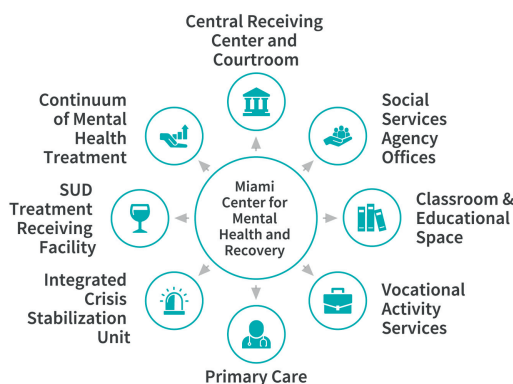 Central Receiving
Center and
Courtroom
Social
Services
Agency
Offices
Classroom &
Educational
Space
Vocational
Activity
Services
Primary Care
Integrated
Crisis
Stabilization
Unit
SUD
Treatment
Receiving
Facility
Continuum
of Mental
Health
Treatment
Miami
Center for
Mental
Health and
Recovery